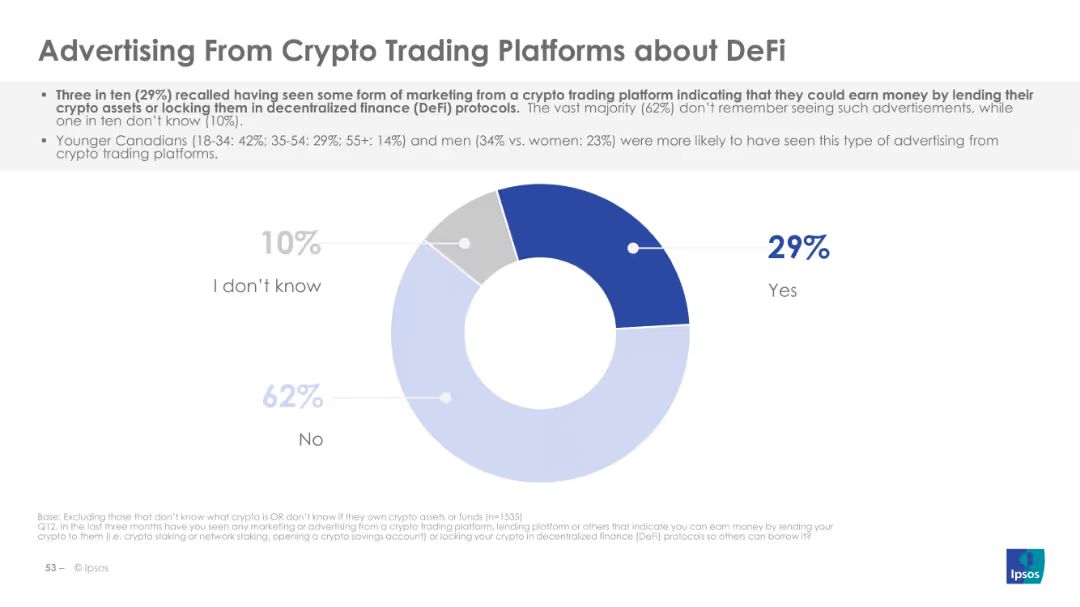 Advertising From Crypto Trading Platforms about DeFi
▪ Three in ten (29%) recalled having seen some form of marketing from a crypto trading platform indicating that they could earn money by lending their
crypto assets or locking them in decentralized finance (DeFi) protocols. The vast majority (62%) don't remember seeing such advertisements, while
one in ten don't know (10%).
▪ Younger Canadians (18-34: 42%; 35-54: 29%; 55+: 14%) and men (34% vs. women: 23%) were more likely to have seen this type of advertising from
crypto trading platforms.
10%
I don't know
29%
Yes
62%
No
Base: Excluding those that don't know what crypto is OR don't know if they own crypto assets or funds (n=1535)
Q12. In the last three months have you seen any marketing or advertising from a crypto trading platform, lending platform or others that indicate you can earn money by lending your
crypto to them (i.e. crypto staking or network staking, opening a crypto savings account) or locking your crypto in decentralized finance (DeFi) protocols so others can borrow it?
53 – © Ipsos
Ipsos